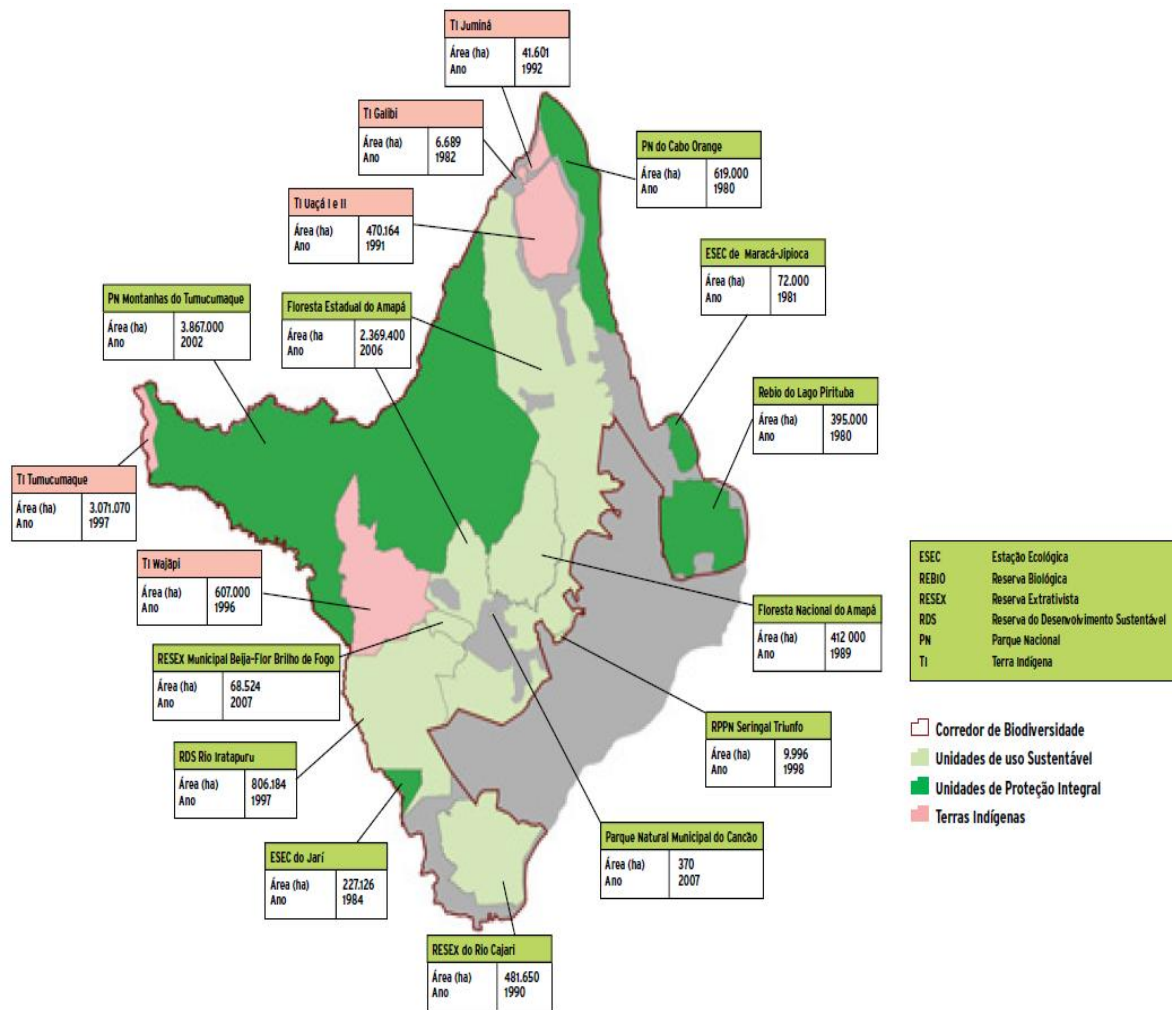 TI Juminá
Área (ha) 41.601
Ano 1992
TI Galibi
Área (ha) 6.689
Ano 1982
PN do Cabo Orange
Área (ha) 619.000
Ano 1980
TI Uaçá I e II
Área (ha) 470.164
Ano 1991
ESEC de Maracá-Jipioca
Área (ha) 72.000
Ano 1981
PN Montanhas do Tumucumaque
Área (ha) 3.867.000
Ano 2002
Floresta Estadual do Amapá
Área (ha 2.369.400
Ano 2006
Rebio do Lago Pirituba
Área (ha) 395.000
Ano 1980
TI Tumucumaque
Área (ha) 3.071.070
Ano 1997
TI Wajãpi
Área (ha) 607.000
Ano 1996
ESEC Estação Ecológica
REBIO Reserva Biológica
RESEX Reserva Extrativista
RDS Reserva do Desenvolvimento Sustentável
PN Parque Nacional
TI Terra Indígena
Floresta Nacional do Amapá
Área (ha) 412 000
Ano 1989
RESEX Municipal Beija-Flor Brilho de Fogo
Área (ha) 68.524
Ano 2007
RPPN Seringal Triunfo
Área (ha) 9.996
Ano 1998
Corredor de Biodiversidade
Unidades de uso Sustentável
Unidades de Proteção Integral
Terras Indígenas
RDS Rio Iratapuru
Área (ha) 806.184
Ano 1997
Parque Natural Municipal do Cancão
Área (ha) 370
Ano 2007
ESEC do Jarí
Área (ha) 227.126
Ano 1984
RESEX do Rio Cajari
Área (ha) 481.650
Ano 1990